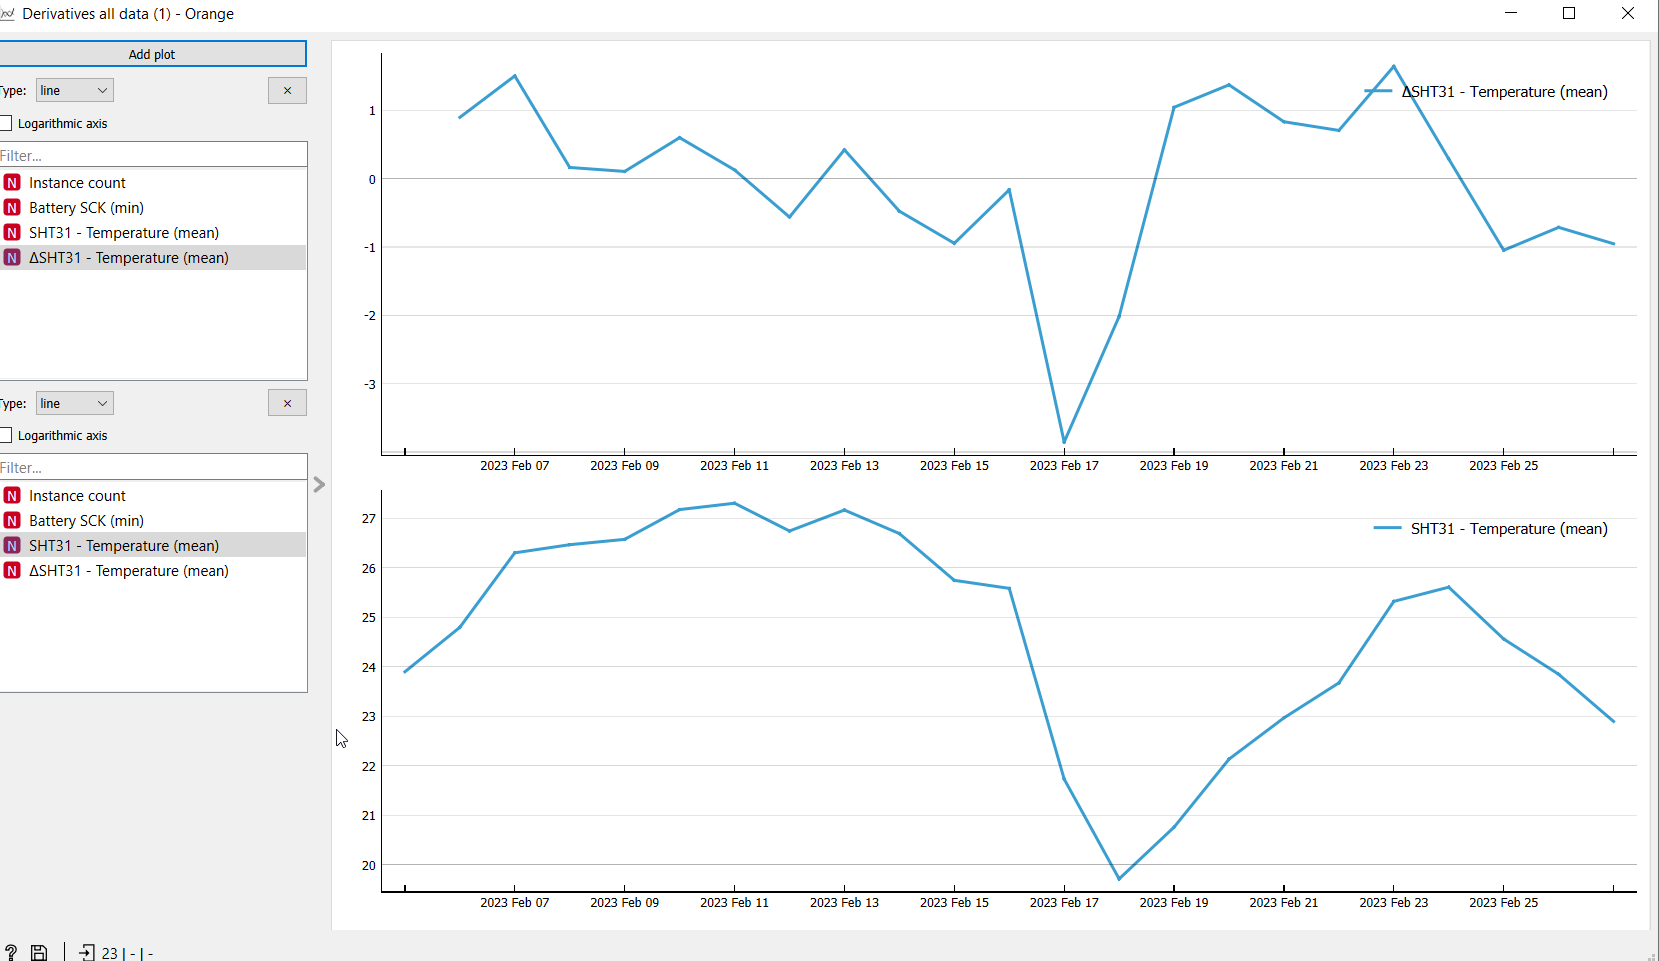 Derivatives all data (1) - Orange
Add plot
Type: line
×
Logarithmic axis
Filter...
N Instance count
N Battery SCK (min)
N SHT31 - Temperature (mean)
N ΔSHT31 - Temperature (mean)
Type: line
×
Logarithmic axis
Filter...
N Instance count
N Battery SCK (min)
N SHT31 - Temperature (mean)
N ΔSHT31 - Temperature (mean)
ΔSHT31 - Temperature (mean)
1
0
-1
-2
-3
2023 Feb 07 2023 Feb 09 2023 Feb 11 2023 Feb 13 2023 Feb 15 2023 Feb 17 2023 Feb 19 2023 Feb 21 2023 Feb 23 2023 Feb 25
SHT31 - Temperature (mean)
27
26
25
24
23
22
21
20
2023 Feb 07 2023 Feb 09 2023 Feb 11 2023 Feb 13 2023 Feb 15 2023 Feb 17 2023 Feb 19 2023 Feb 21 2023 Feb 23 2023 Feb 25
? 23 | - | -